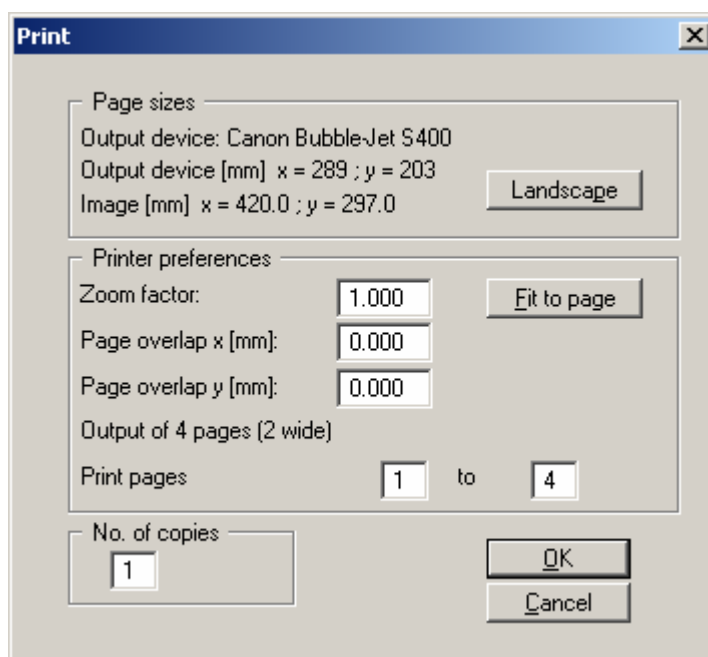 Print
Page sizes
Output device: Canon Bubble-Jet S400
Output device [mm] x = 289 ; y = 203
Image [mm] x = 420.0 ; y = 297.0
Landscape
Printer preferences
Zoom factor: 1.000
Fit to page
Page overlap x [mm]: 0.000
Page overlap y [mm]: 0.000
Output of 4 pages (2 wide)
Print pages 1 to 4
No. of copies
1
OK
Cancel